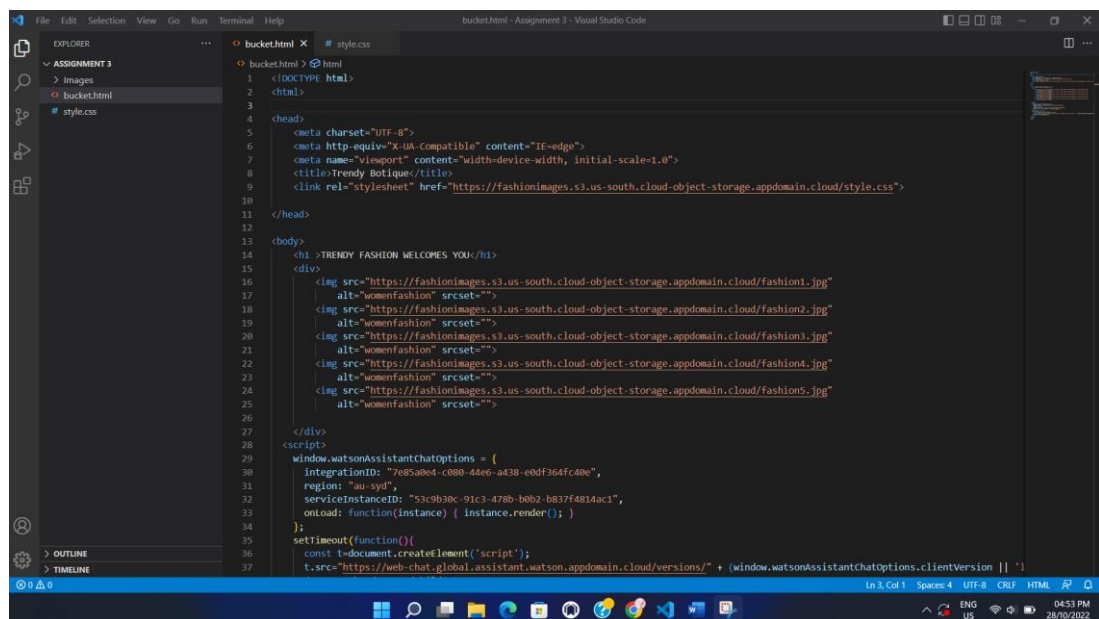 File Edit Selection View Go Run Terminal Help
bucket.html - Assignment 3 - Visual Studio Code
EXPLORER
ASSIGNMENT 3
Images
bucket.html
style.css
OUTLINE
TIMELINE
bucket.html
style.css
bucket.html > html
1 <!DOCTYPE html>
2 <html>
3
4 <head>
5 <meta charset="UTF-8">
6 <meta http-equiv="X-UA-Compatible" content="IE=edge">
7 <meta name="viewport" content="width=device-width, initial-scale=1.0">
8 <title>Trendy Botique</title>
9 <link rel="stylesheet" href="https://fashionimages.s3.us-south.cloud-object-storage.appdomain.cloud/style.css">
10
11 </head>
12
13 <body>
14 <h1 >TRENDY FASHION WELCOMES YOU</h1>
15 <div>
16 <img src="https://fashionimages.s3.us-south.cloud-object-storage.appdomain.cloud/fashion1.jpg"
17 alt="womenfashion" srcset="">
18 <img src="https://fashionimages.s3.us-south.cloud-object-storage.appdomain.cloud/fashion2.jpg"
19 alt="womenfashion" srcset="">
20 <img src="https://fashionimages.s3.us-south.cloud-object-storage.appdomain.cloud/fashion3.jpg"
21 alt="womenfashion" srcset="">
22 <img src="https://fashionimages.s3.us-south.cloud-object-storage.appdomain.cloud/fashion4.jpg"
23 alt="womenfashion" srcset="">
24 <img src="https://fashionimages.s3.us-south.cloud-object-storage.appdomain.cloud/fashion5.jpg"
25 alt="womenfashion" srcset="">
26
27 </div>
28 <script>
29 window.watsonAssistantChatOptions = {
30 integrationID: "7e85a0e4-c080-44e6-a438-e0df364fc40e",
31 region: "au-syd",
32 serviceInstanceID: "53c9b30c-91c3-478b-b0b2-b837f4814ac1",
33 onLoad: function(instance) { instance.render(); }
34 };
35 setTimeout(function(){
36 const t=document.createElement('script');
37 t.src="https://web-chat.global.assistant.watson.appdomain.cloud/versions/" + (window.watsonAssistantChatOptions.clientVersion || 'l
0 0
Ln 3, Col 1 Spaces: 4 UTF-8 CRLF HTML
ENG
US
04:53 PM
28/10/2022